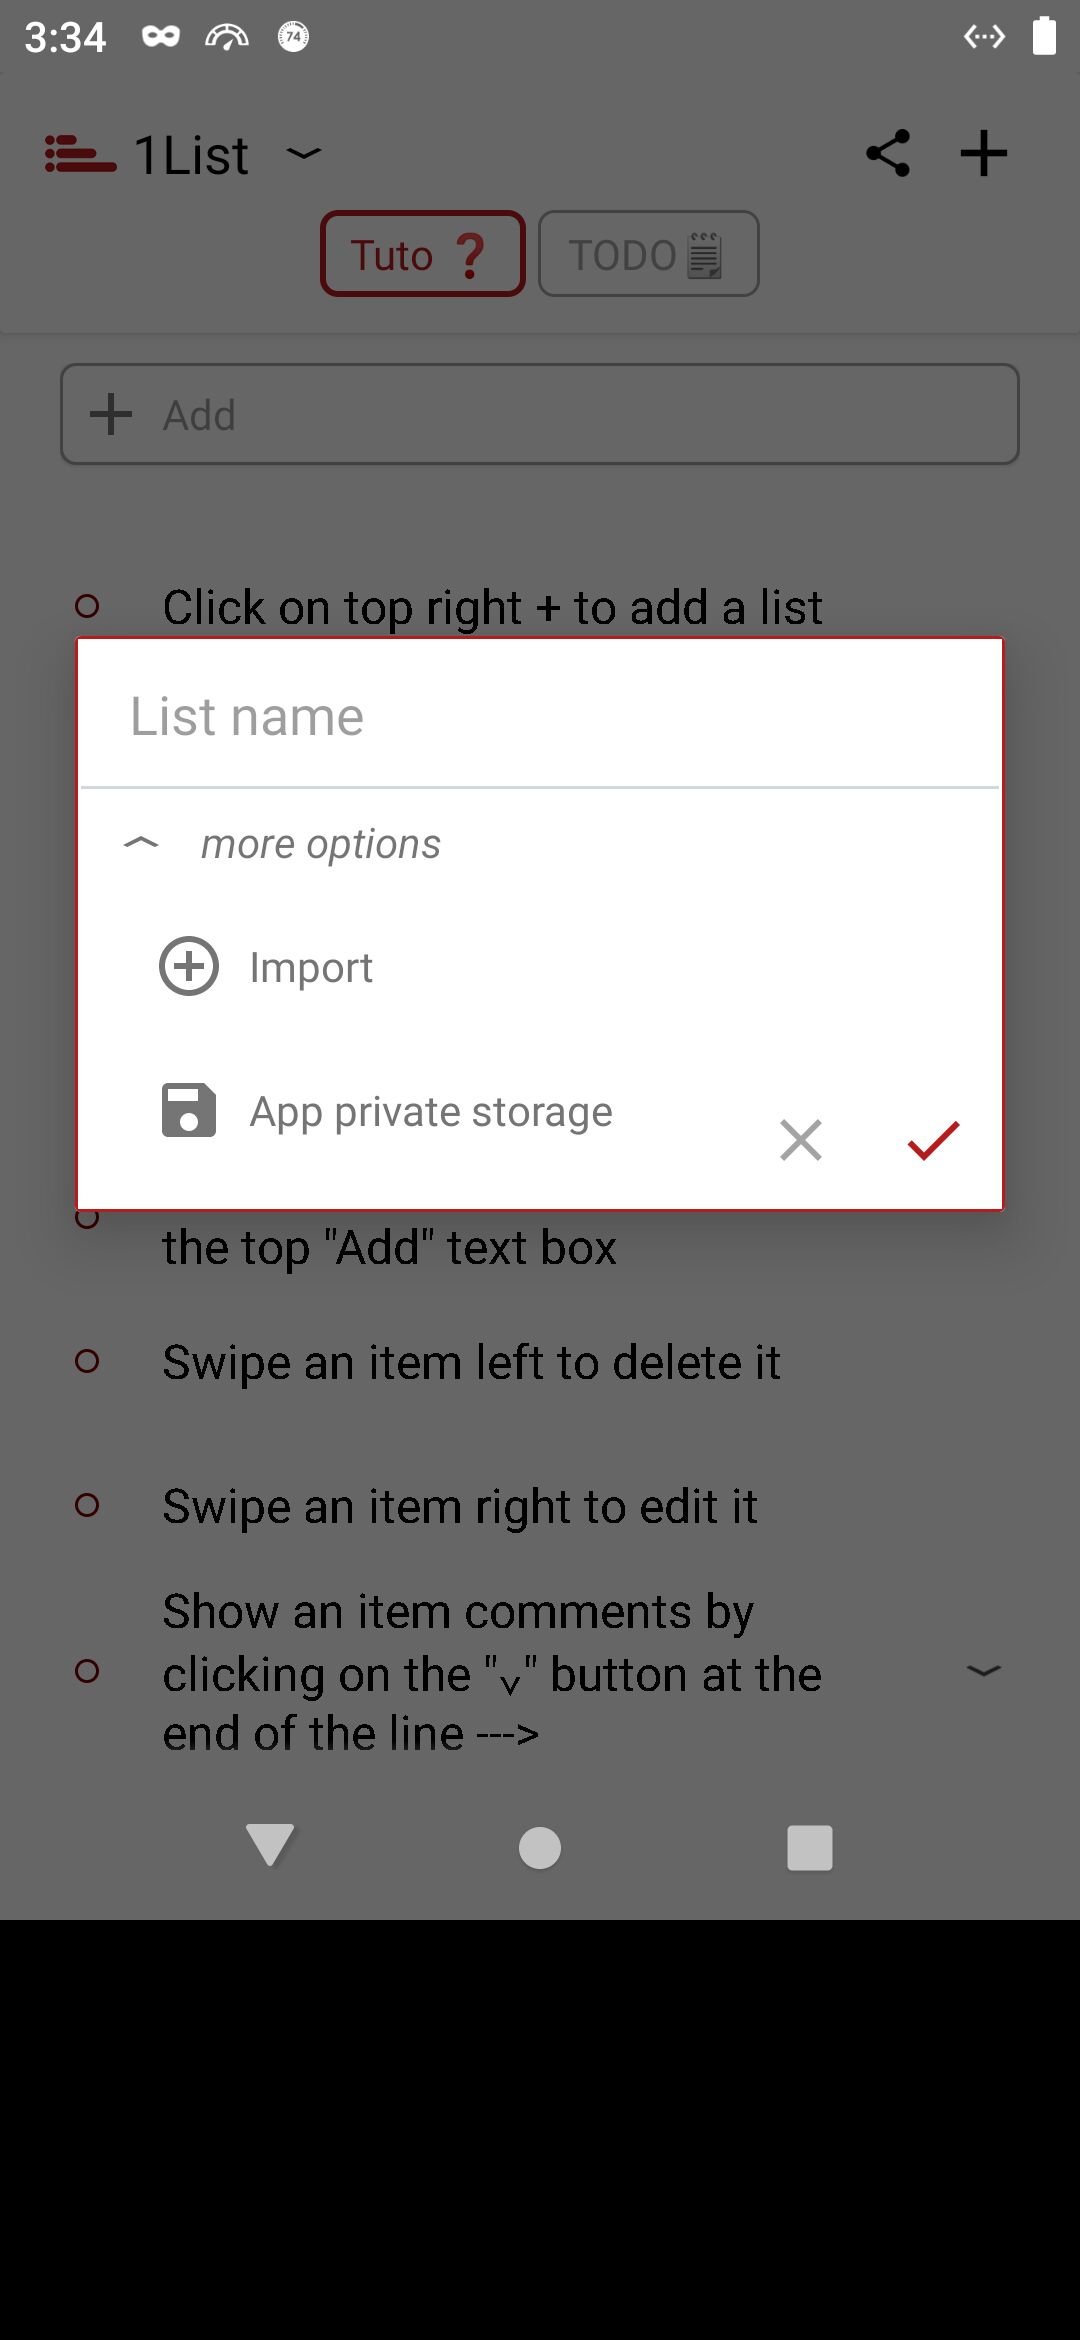 3:34
74
1List
Tuto ❓
TODO🗒
Add
Click on top right + to add a list
List name
more options
Import
App private storage
the top "Add" text box
Swipe an item left to delete it
Swipe an item right to edit it
Show an item comments by
clicking on the "˅" button at the
end of the line --->